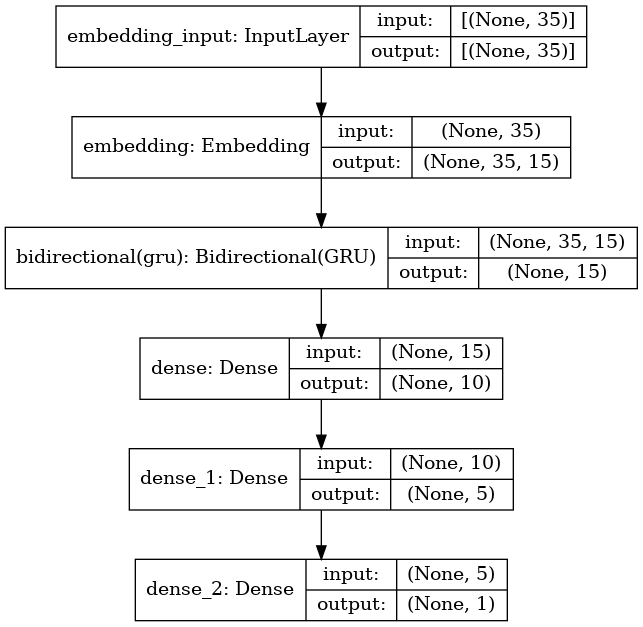 embedding_input: InputLayer
input: [(None, 35)]
output: [(None, 35)]
embedding: Embedding
input: (None, 35)
output: (None, 35, 15)
bidirectional(gru): Bidirectional(GRU)
input: (None, 35, 15)
output: (None, 15)
dense: Dense
input: (None, 15)
output: (None, 10)
dense_1: Dense
input: (None, 10)
output: (None, 5)
dense_2: Dense
input: (None, 5)
output: (None, 1)